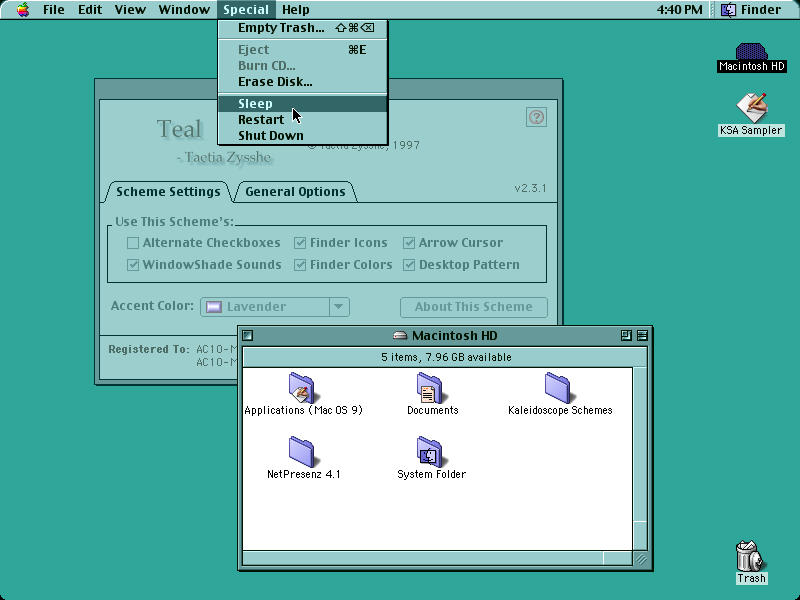 File Edit View Window Special Help 4:40 PM Finder
Empty Trash... ⇧⌘⌫
Eject ⌘E
Burn CD...
Erase Disk...
Sleep
Restart
Shut Down
Macintosh HD
KSA Sampler
Teal
- Taetia Zysshe
© Taetia Zysshe, 1997
Scheme Settings General Options v2.3.1
Use This Scheme's:
Alternate Checkboxes Finder Icons Arrow Cursor
WindowShade Sounds Finder Colors Desktop Pattern
Accent Color: Lavender About This Scheme
Registered To: AC10-M
AC10-M
Macintosh HD
5 items, 7.96 GB available
Applications (Mac OS 9) Documents Kaleidoscope Schemes
NetPresenz 4.1 System Folder
Trash